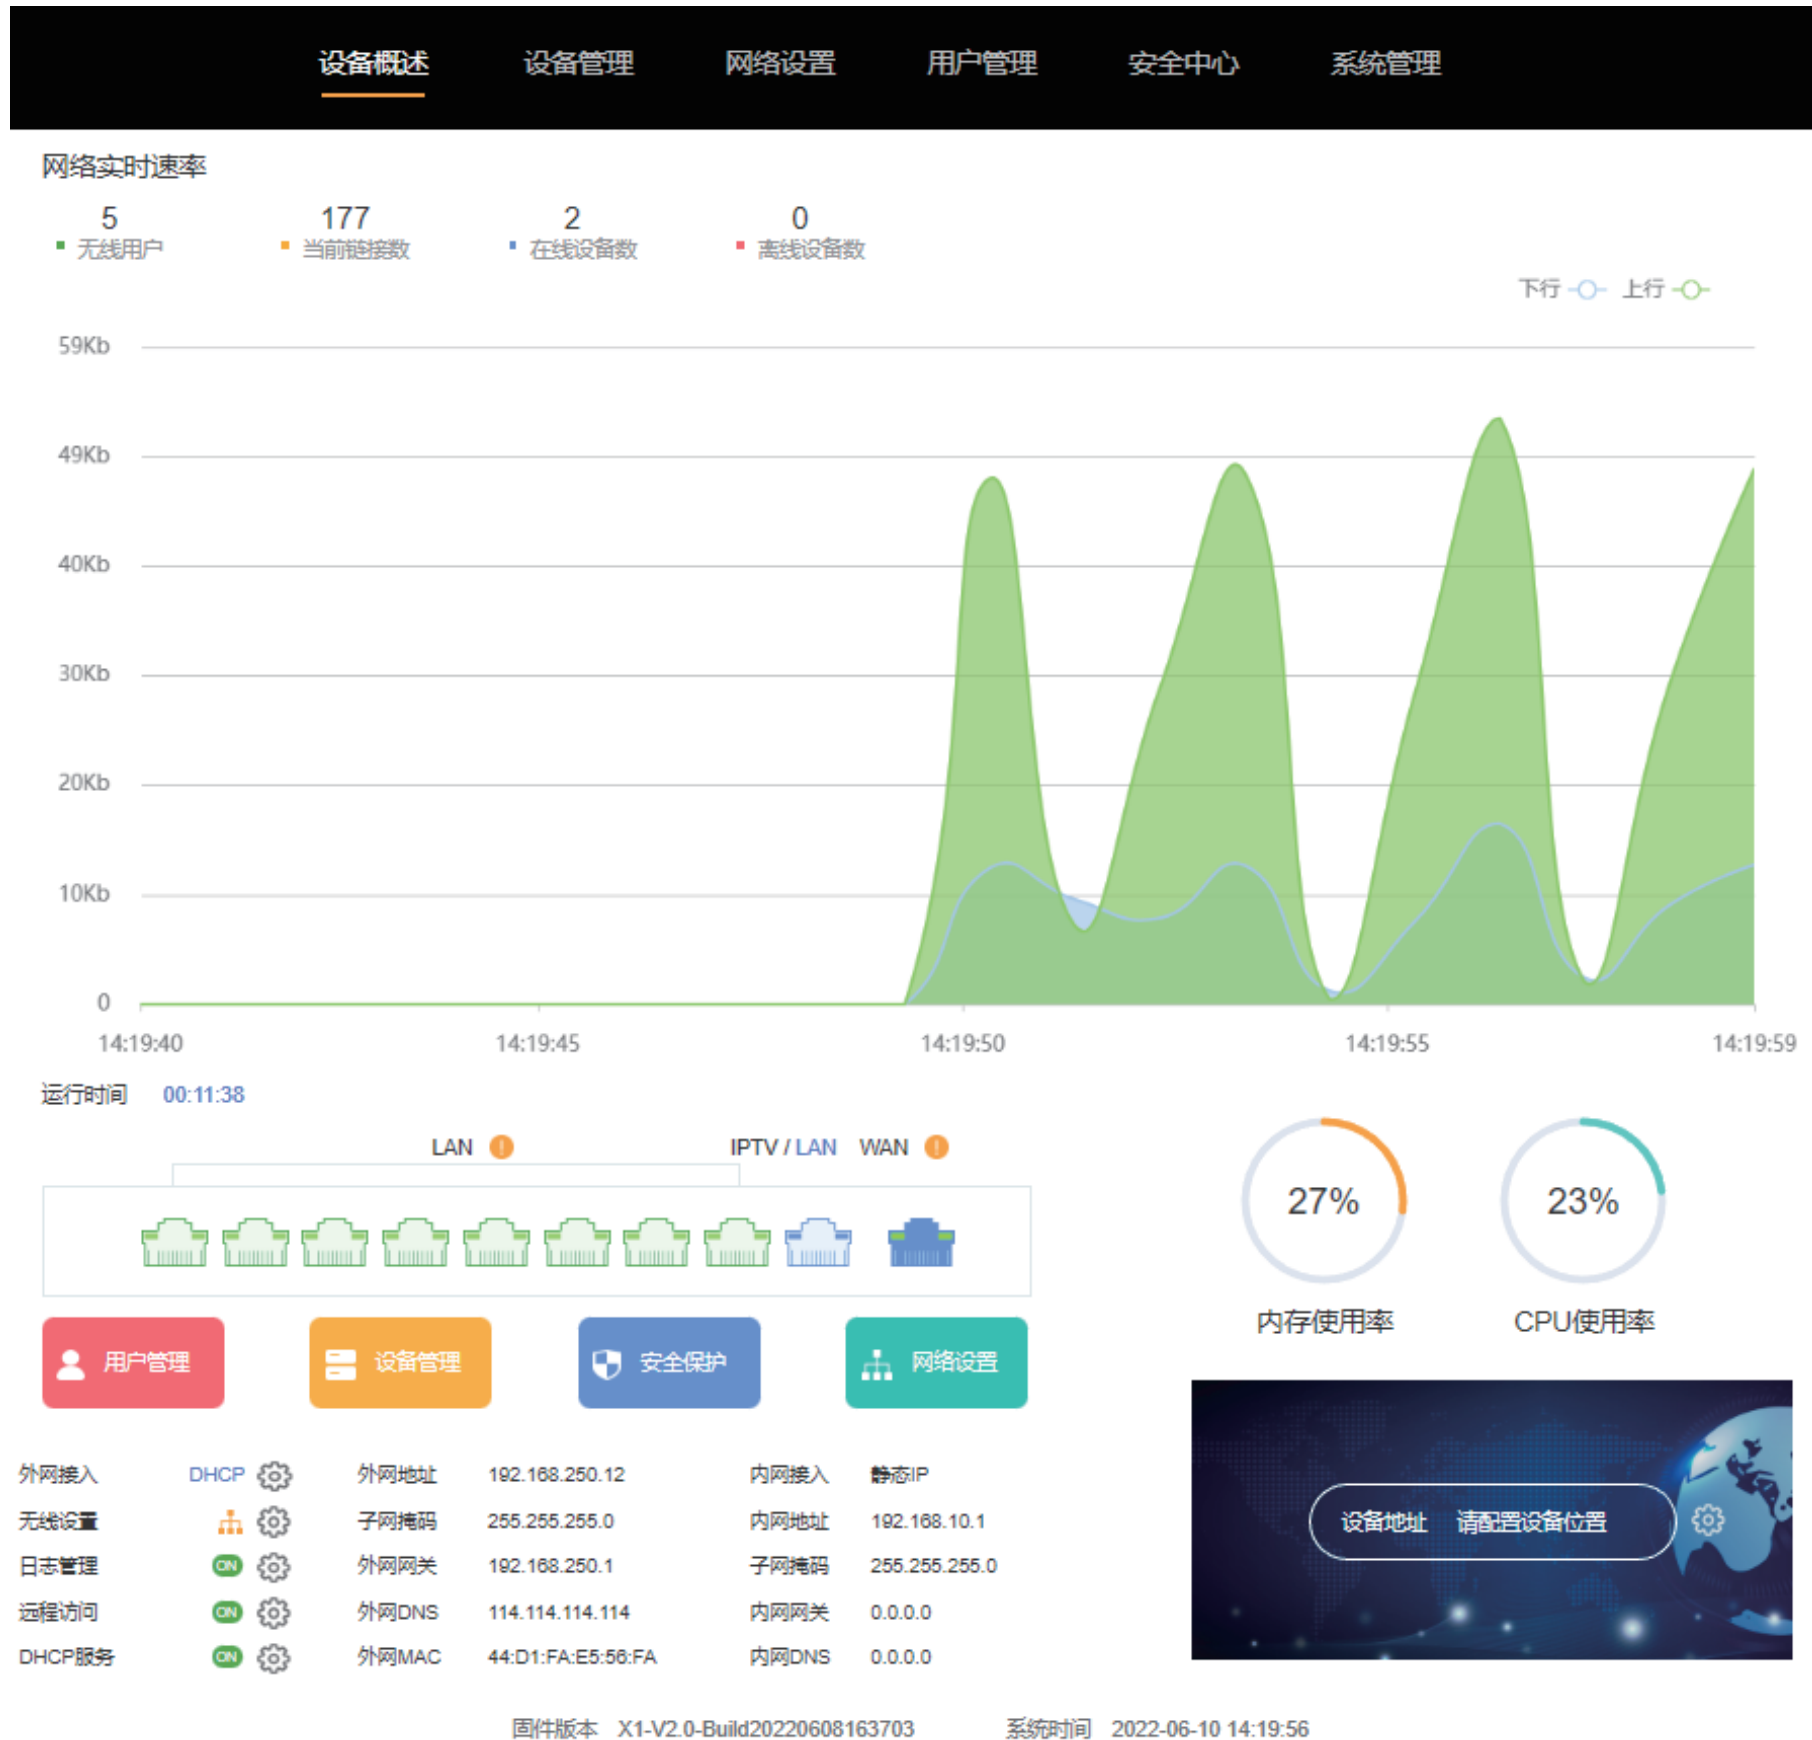 设备概述 设备管理 网络设置 用户管理 安全中心 系统管理
网络实时速率
5 177 2 0
无线用户 当前链接数 在线设备数 离线设备数
下行 上行
59Kb
49Kb
40Kb
30Kb
20Kb
10Kb
0
14:19:40 14:19:45 14:19:50 14:19:55 14:19:59
运行时间 00:11:38
LAN IPTV / LAN WAN
27% 23%
内存使用率 CPU使用率
用户管理 设备管理 安全保护 网络设置
外网接入 DHCP 外网地址 192.168.250.12 内网接入 静态IP
无线设置 子网掩码 255.255.255.0 内网地址 192.168.10.1
设备地址 请配置设备位置
日志管理 ON 外网网关 192.168.250.1 子网掩码 255.255.255.0
远程访问 ON 外网DNS 114.114.114.114 内网网关 0.0.0.0
DHCP服务 ON 外网MAC 44:D1:FA:E5:56:FA 内网DNS 0.0.0.0
固件版本 X1-V2.0-Build20220608163703 系统时间 2022-06-10 14:19:56